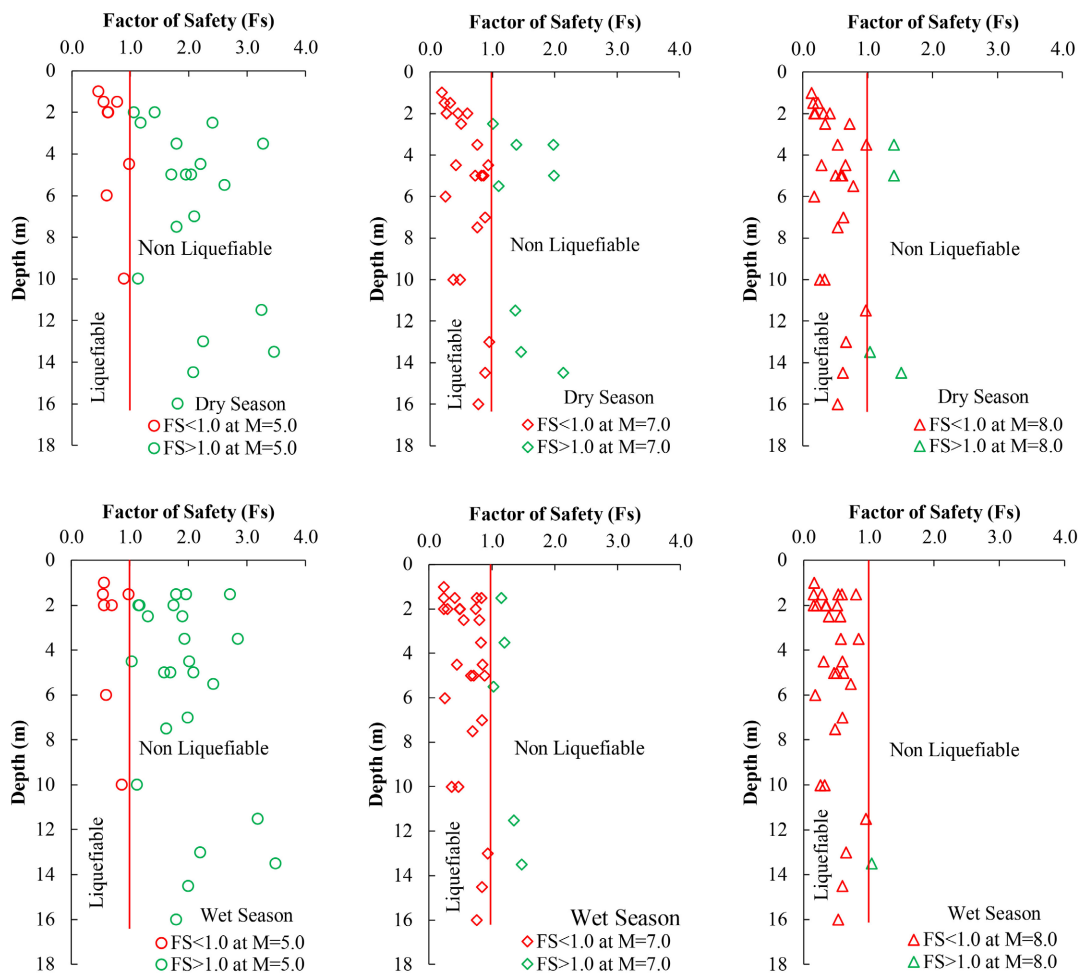 Factor of Safety (Fs)
0.0 1.0 2.0 3.0 4.0
0
2
4
6
8
10
12
14
16
18
Depth (m)
Non Liquefiable
Liquefiable
Dry Season
FS<1.0 at M=5.0
FS>1.0 at M=5.0
Factor of Safety (Fs)
0.0 1.0 2.0 3.0 4.0
0
2
4
6
8
10
12
14
16
18
Depth (m)
Non Liquefiable
Liquefiable
Dry Season
FS<1.0 at M=7.0
FS>1.0 at M=7.0
Factor of Safety (Fs)
0.0 1.0 2.0 3.0 4.0
0
2
4
6
8
10
12
14
16
18
Depth (m)
Non Liquefiable
Liquefiable
Dry Season
FS<1.0 at M=8.0
FS>1.0 at M=8.0
Factor of Safety (Fs)
0.0 1.0 2.0 3.0 4.0
0
2
4
6
8
10
12
14
16
18
Depth (m)
Non Liquefiable
Liquefiable
Wet Season
FS<1.0 at M=5.0
FS>1.0 at M=5.0
Factor of Safety (Fs)
0.0 1.0 2.0 3.0 4.0
0
2
4
6
8
10
12
14
16
18
Depth (m)
Non Liquefiable
Liquefiable
Wet Season
FS<1.0 at M=7.0
FS>1.0 at M=7.0
Factor of Safety (Fs)
0.0 1.0 2.0 3.0 4.0
0
2
4
6
8
10
12
14
16
18
Depth (m)
Non Liquefiable
Liquefiable
Wet Season
FS<1.0 at M=8.0
FS>1.0 at M=8.0